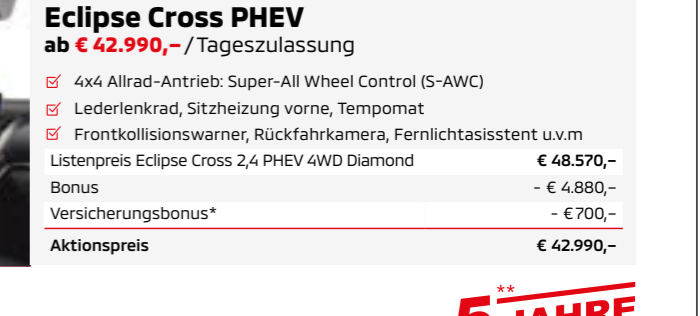 Eclipse Cross PHEV
ab € 42.990,– / Tageszulassung
4x4 Allrad-Antrieb: Super-All Wheel Control (S-AWC)
Lederlenkrad, Sitzheizung vorne, Tempomat
Frontkollisionswarner, Rückfahrkamera, Fernlichtasisstent u.v.m
Listenpreis Eclipse Cross 2,4 PHEV 4WD Diamond € 48.570,–
Bonus - € 4.880,–
Versicherungsbonus* - €700,–
Aktionspreis € 42.990,–
5 JAHRE **